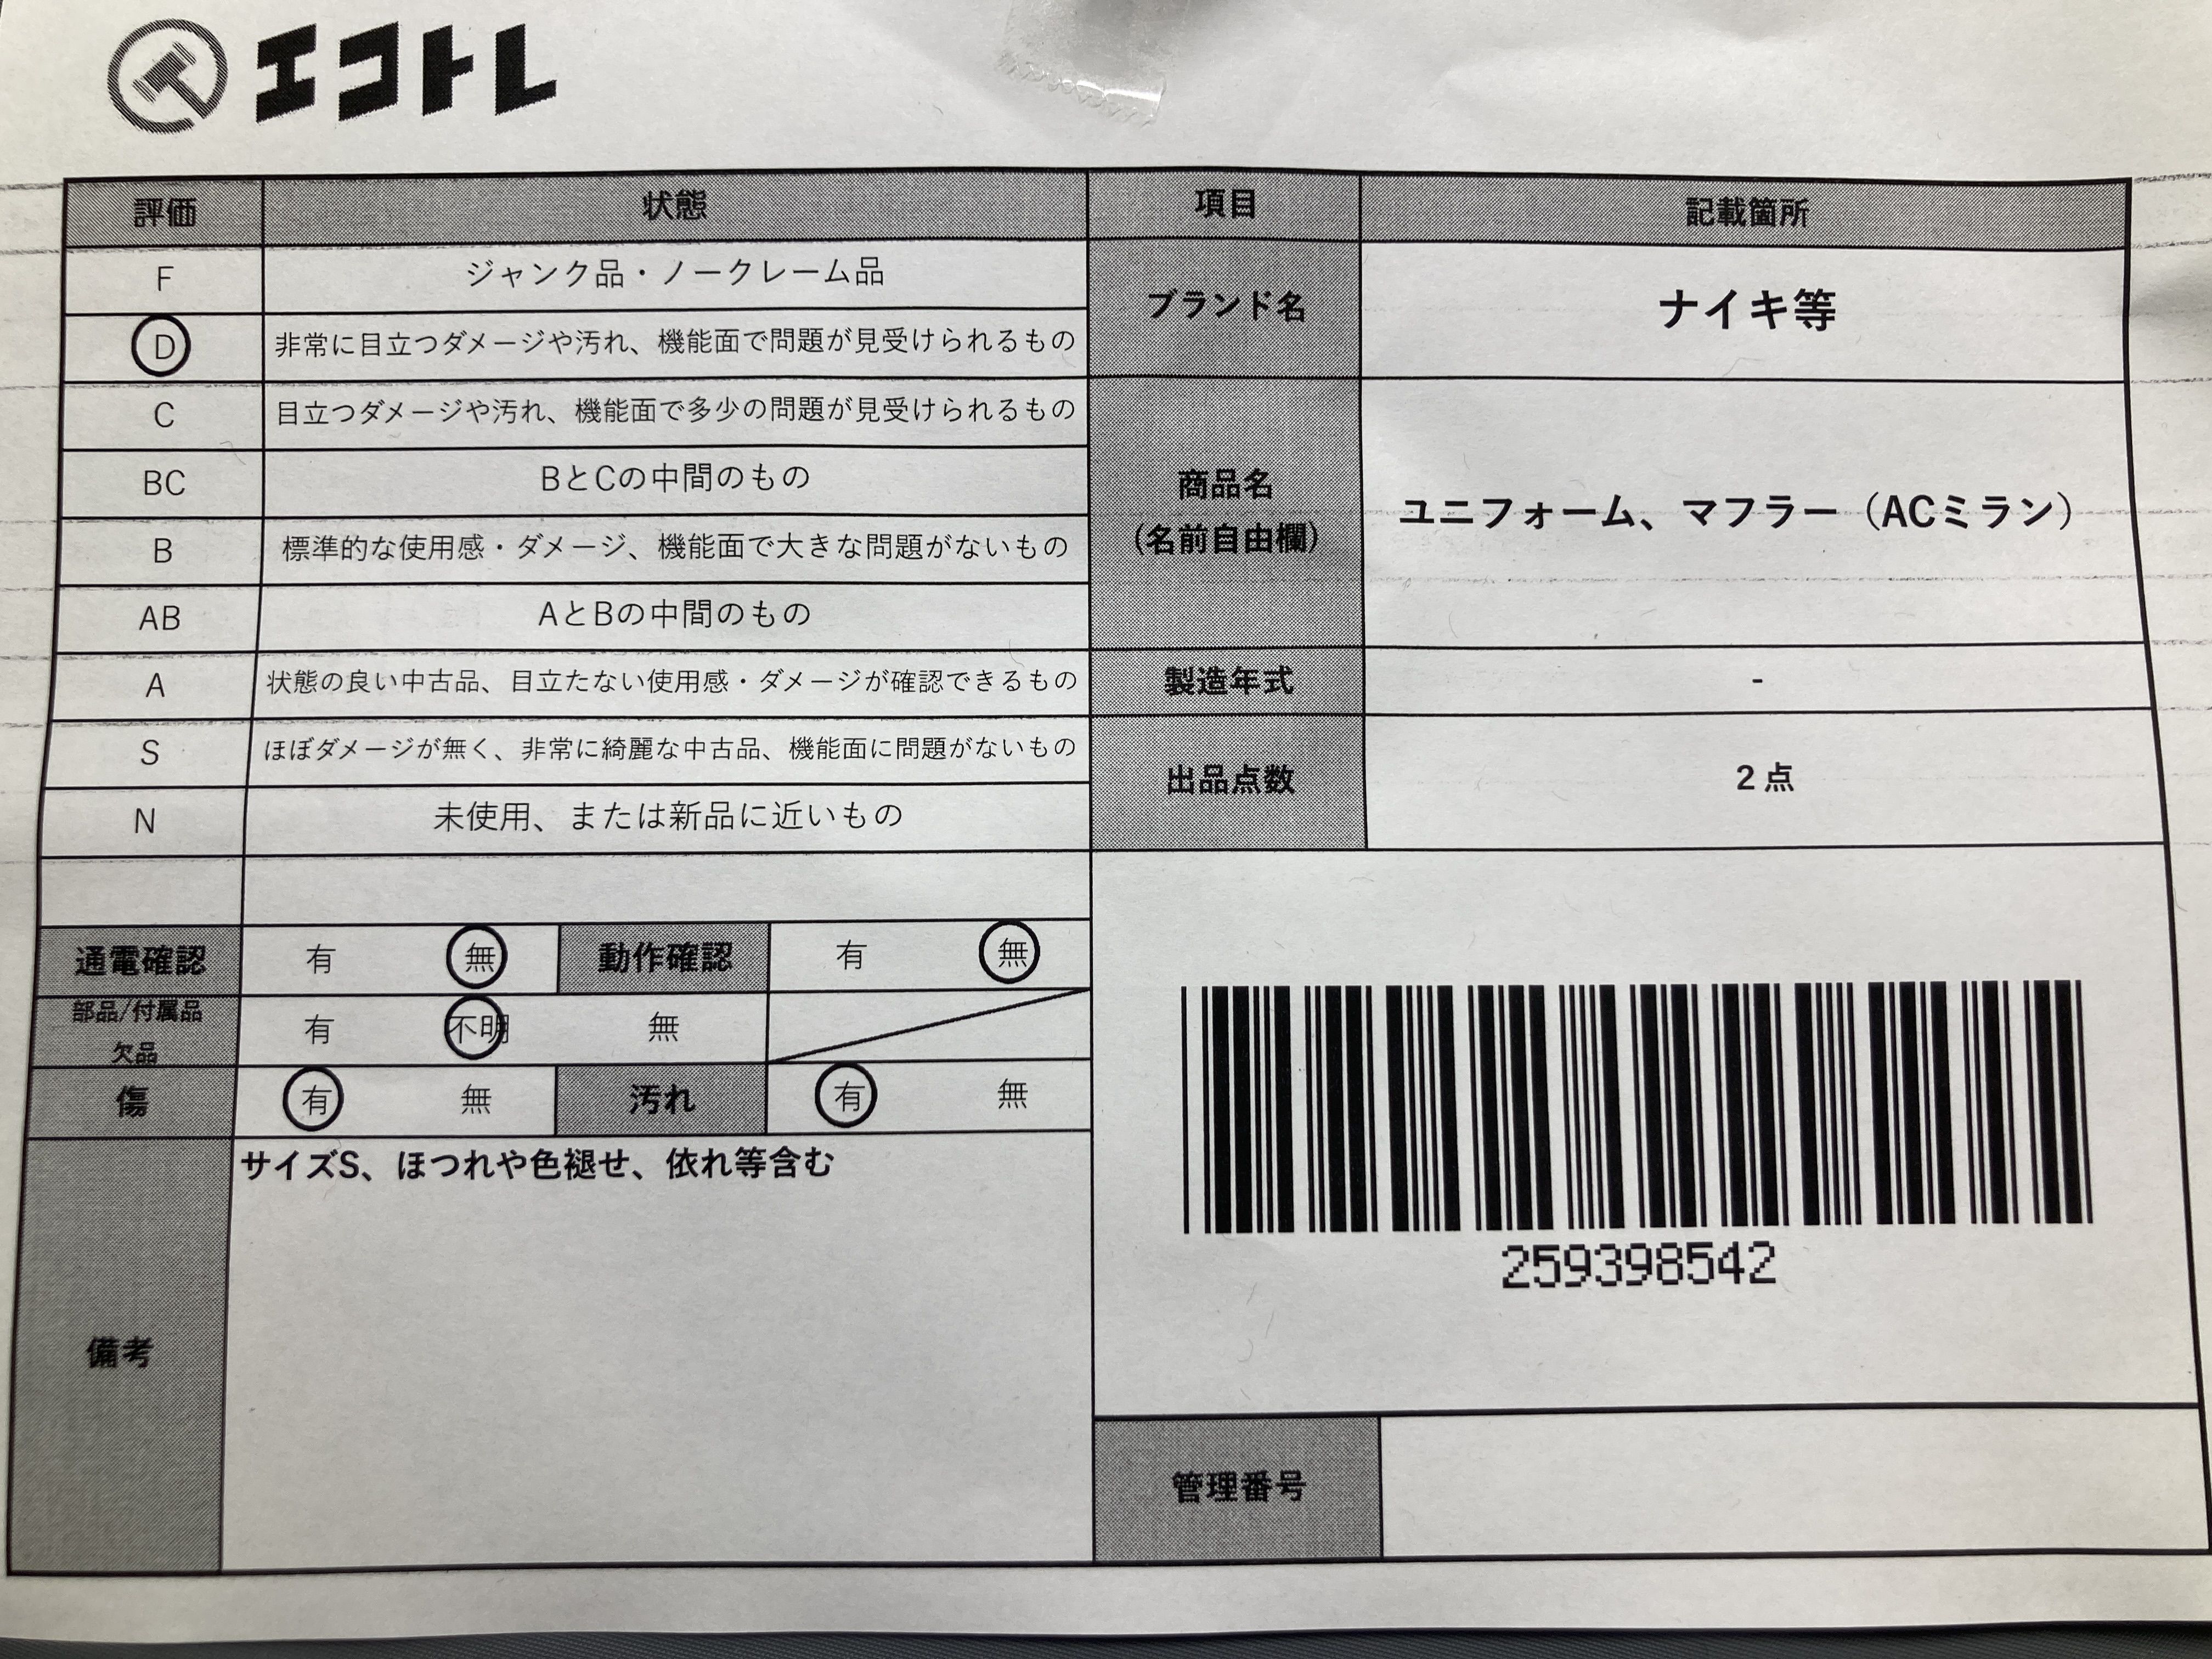 エコトレ
評価 状態 項目 記載箇所
F ジャンク品・ノークレーム品
D 非常に目立つダメージや汚れ、機能面で問題が見受けられるもの
ブランド名 ナイキ等
C 目立つダメージや汚れ、機能面で多少の問題が見受けられるもの
BC BとCの中間のもの
B 標準的な使用感・ダメージ、機能面で大きな問題がないもの
商品名
(名前自由欄)
ユニフォーム、マフラー（ACミラン）
AB AとBの中間のもの
A 状態の良い中古品、目立たない使用感・ダメージが確認できるもの
製造年式 -
S ほぼダメージが無く、非常に綺麗な中古品、機能面に問題がないもの
出品点数 2点
N 未使用、または新品に近いもの
通電確認 有 無 動作確認 有 無
部品/付属品
欠品
有 不明 無
傷 有 無 汚れ 有 無
備考
サイズS、ほつれや色褪せ、依れ等含む
259398542
管理番号